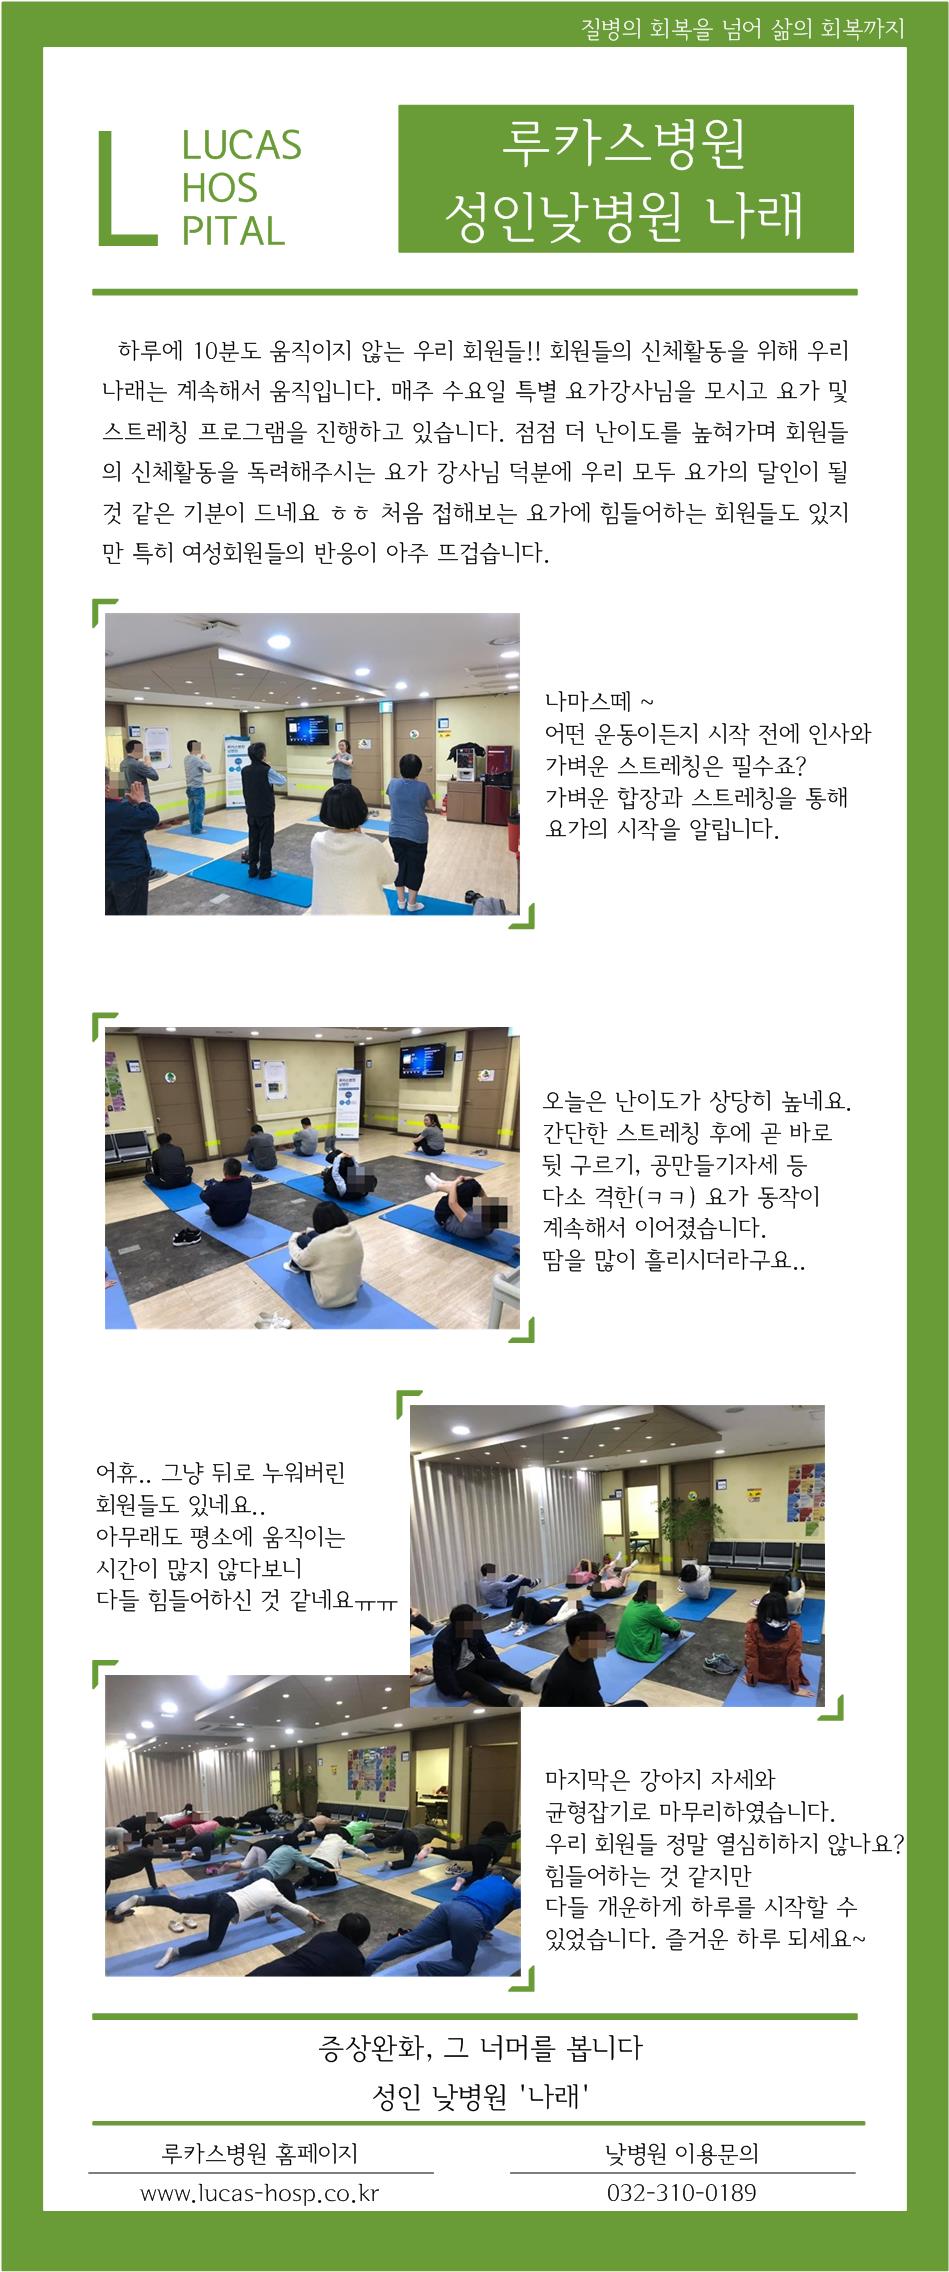 질병의 회복을 넘어 삶의 회복까지
L
LUCAS
HOS
PITAL
루카스병원
성인낮병원 나래
하루에 10분도 움직이지 않는 우리 회원들!! 회원들의 신체활동을 위해 우리
나래는 계속해서 움직입니다. 매주 수요일 특별 요가강사님을 모시고 요가 및
스트레칭 프로그램을 진행하고 있습니다. 점점 더 난이도를 높혀가며 회원들
의 신체활동을 독려해주시는 요가 강사님 덕분에 우리 모두 요가의 달인이 될
것 같은 기분이 드네요 ㅎㅎ 처음 접해보는 요가에 힘들어하는 회원들도 있지
만 특히 여성회원들의 반응이 아주 뜨겁습니다.
나마스떼 ~
어떤 운동이든지 시작 전에 인사와
가벼운 스트레칭은 필수죠?
가벼운 합장과 스트레칭을 통해
요가의 시작을 알립니다.
오늘은 난이도가 상당히 높네요.
간단한 스트레칭 후에 곧 바로
뒷 구르기, 공만들기자세 등
다소 격한(ㅋㅋ) 요가 동작이
계속해서 이어졌습니다.
땀을 많이 흘리시더라구요..
어휴.. 그냥 뒤로 누워버린
회원들도 있네요..
아무래도 평소에 움직이는
시간이 많지 않다보니
다들 힘들어하신 것 같네요ㅠㅠ
마지막은 강아지 자세와
균형잡기로 마무리하였습니다.
우리 회원들 정말 열심히하지 않나요?
힘들어하는 것 같지만
다들 개운하게 하루를 시작할 수
있었습니다. 즐거운 하루 되세요~
증상완화, 그 너머를 봅니다
성인 낮병원 '나래'
루카스병원 홈페이지
www.lucas-hosp.co.kr
낮병원 이용문의
032-310-0189